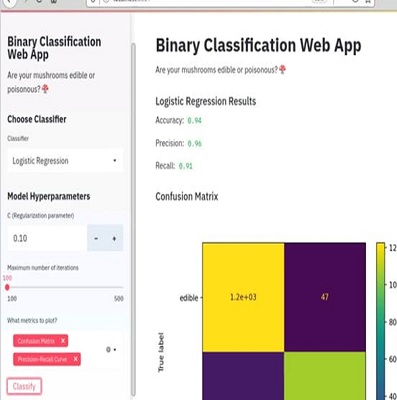 Binary Classification
Web App
Are your mushrooms edible or
poisonous? 🍄
Choose Classifier
Classifier
Logistic Regression
Model Hyperparameters
C (Regularization parameter)
0.10
- +
Maximum number of iterations
100
100 500
What metrics to plot?
Confusion Matrix x
Precision-Recall Curve x
Classify
Binary Classification Web App
Are your mushrooms edible or poisonous? 🍄
Logistic Regression Results
Accuracy: 0.94
Precision: 0.96
Recall: 0.91
Confusion Matrix
edible
1.2e+03 47
True label
12
10
80
60
40